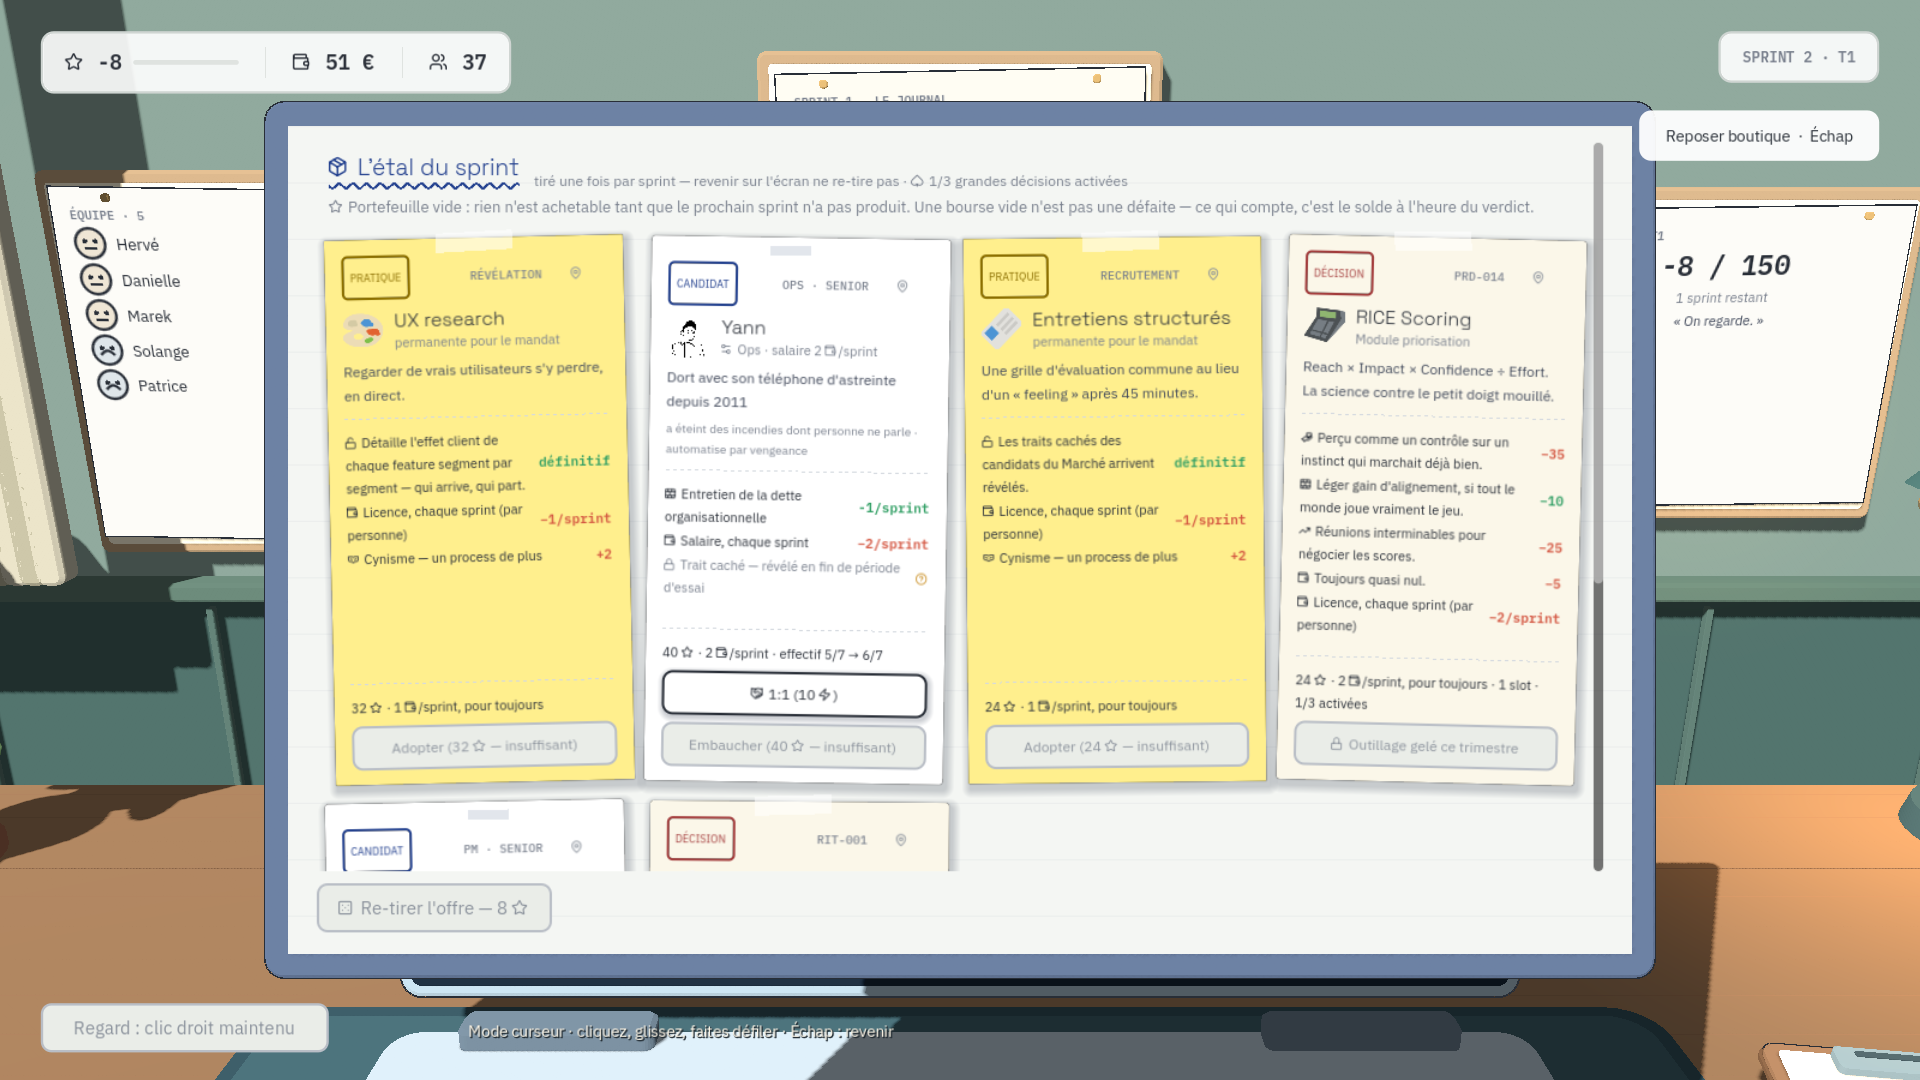 -8
51 €
37
SPRINT 2 · T1
SPRINT 1 LE JOURNAL
Reposer boutique · Échap
ÉQUIPE · 5
Hervé
Danielle
Marek
Solange
Patrice
L'étal du sprint
tiré une fois par sprint — revenir sur l'écran ne re-tire pas · 1/3 grandes décisions activées
Portefeuille vide : rien n'est achetable tant que le prochain sprint n'a pas produit. Une bourse vide n'est pas une défaite — ce qui compte, c'est le solde à l'heure du verdict.
PRATIQUE
RÉVÉLATION
UX research
permanente pour le mandat
Regarder de vrais utilisateurs s'y perdre,
en direct.
Détaille l'effet client de
chaque feature segment par
segment — qui arrive, qui part.
définitif
Licence, chaque sprint (par
personne)
-1/sprint
Cynisme — un process de plus
+2
32 · 1 /sprint, pour toujours
Adopter (32 — insuffisant)
CANDIDAT
OPS · SENIOR
Yann
Ops · salaire 2 /sprint
Dort avec son téléphone d'astreinte
depuis 2011
a éteint des incendies dont personne ne parle ·
automatise par vengeance
Entretien de la dette
organisationnelle
-1/sprint
Salaire, chaque sprint
-2/sprint
Trait caché — révélé en fin de période
d'essai
40 · 2 /sprint · effectif 5/7 → 6/7
1:1 (10 )
Embaucher (40 — insuffisant)
PRATIQUE
RECRUTEMENT
Entretiens structurés
permanente pour le mandat
Une grille d'évaluation commune au lieu
d'un « feeling » après 45 minutes.
Les traits cachés des
candidats du Marché arrivent
révélés.
définitif
Licence, chaque sprint (par
personne)
-1/sprint
Cynisme — un process de plus
+2
24 · 1 /sprint, pour toujours
Adopter (24 — insuffisant)
DÉCISION
PRD-014
RICE Scoring
Module priorisation
Reach × Impact × Confidence ÷ Effort.
La science contre le petit doigt mouillé.
Perçu comme un contrôle sur un
instinct qui marchait déjà bien.
-35
Léger gain d'alignement, si tout le
monde joue vraiment le jeu.
-10
Réunions interminables pour
négocier les scores.
-25
Toujours quasi nul.
-5
Licence, chaque sprint (par
personne)
-2/sprint
24 · 2 /sprint, pour toujours · 1 slot ·
1/3 activées
Outillage gelé ce trimestre
CANDIDAT
PM · SENIOR
DÉCISION
RIT-001
Re-tirer l'offre — 8
T1
-8 / 150
1 sprint restant
« On regarde. »
Regard : clic droit maintenu
Mode curseur · cliquez, glissez, faites défiler · Échap : revenir